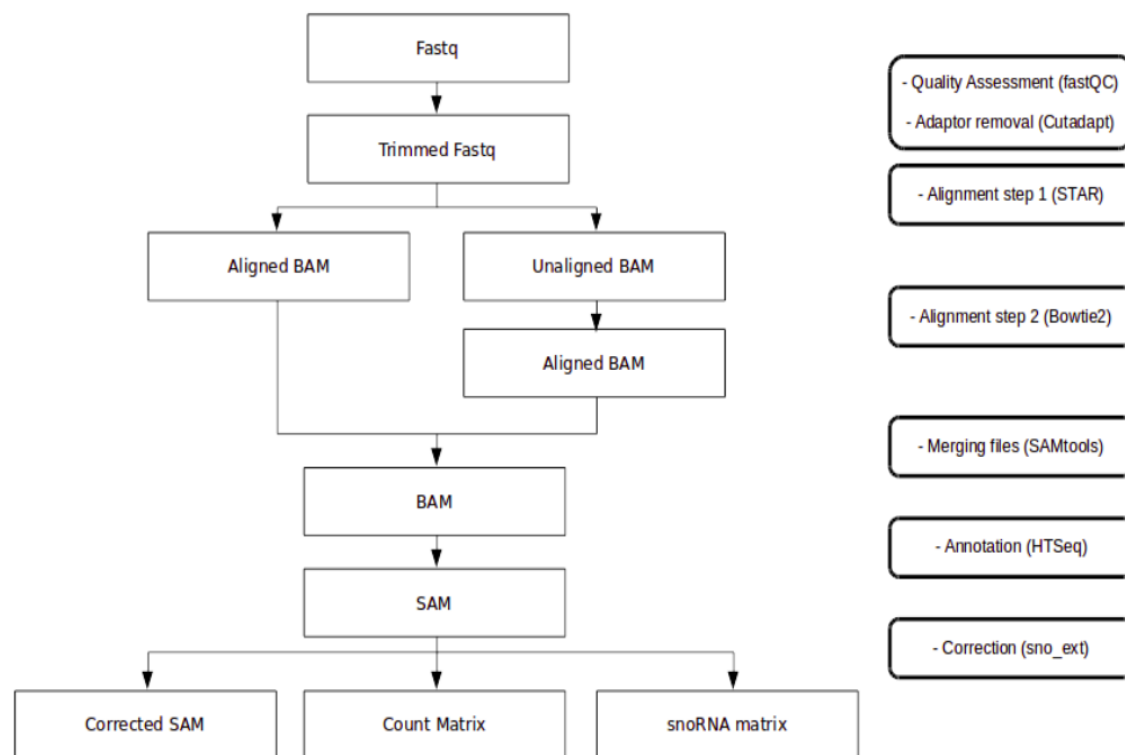 Fastq
Trimmed Fastq
Aligned BAM
Unaligned BAM
Aligned BAM
BAM
SAM
Corrected SAM
Count Matrix
snoRNA matrix
- Quality Assessment (fastQC)
- Adaptor removal (Cutadapt)
- Alignment step 1 (STAR)
- Alignment step 2 (Bowtie2)
- Merging files (SAMtools)
- Annotation (HTSeq)
- Correction (sno_ext)